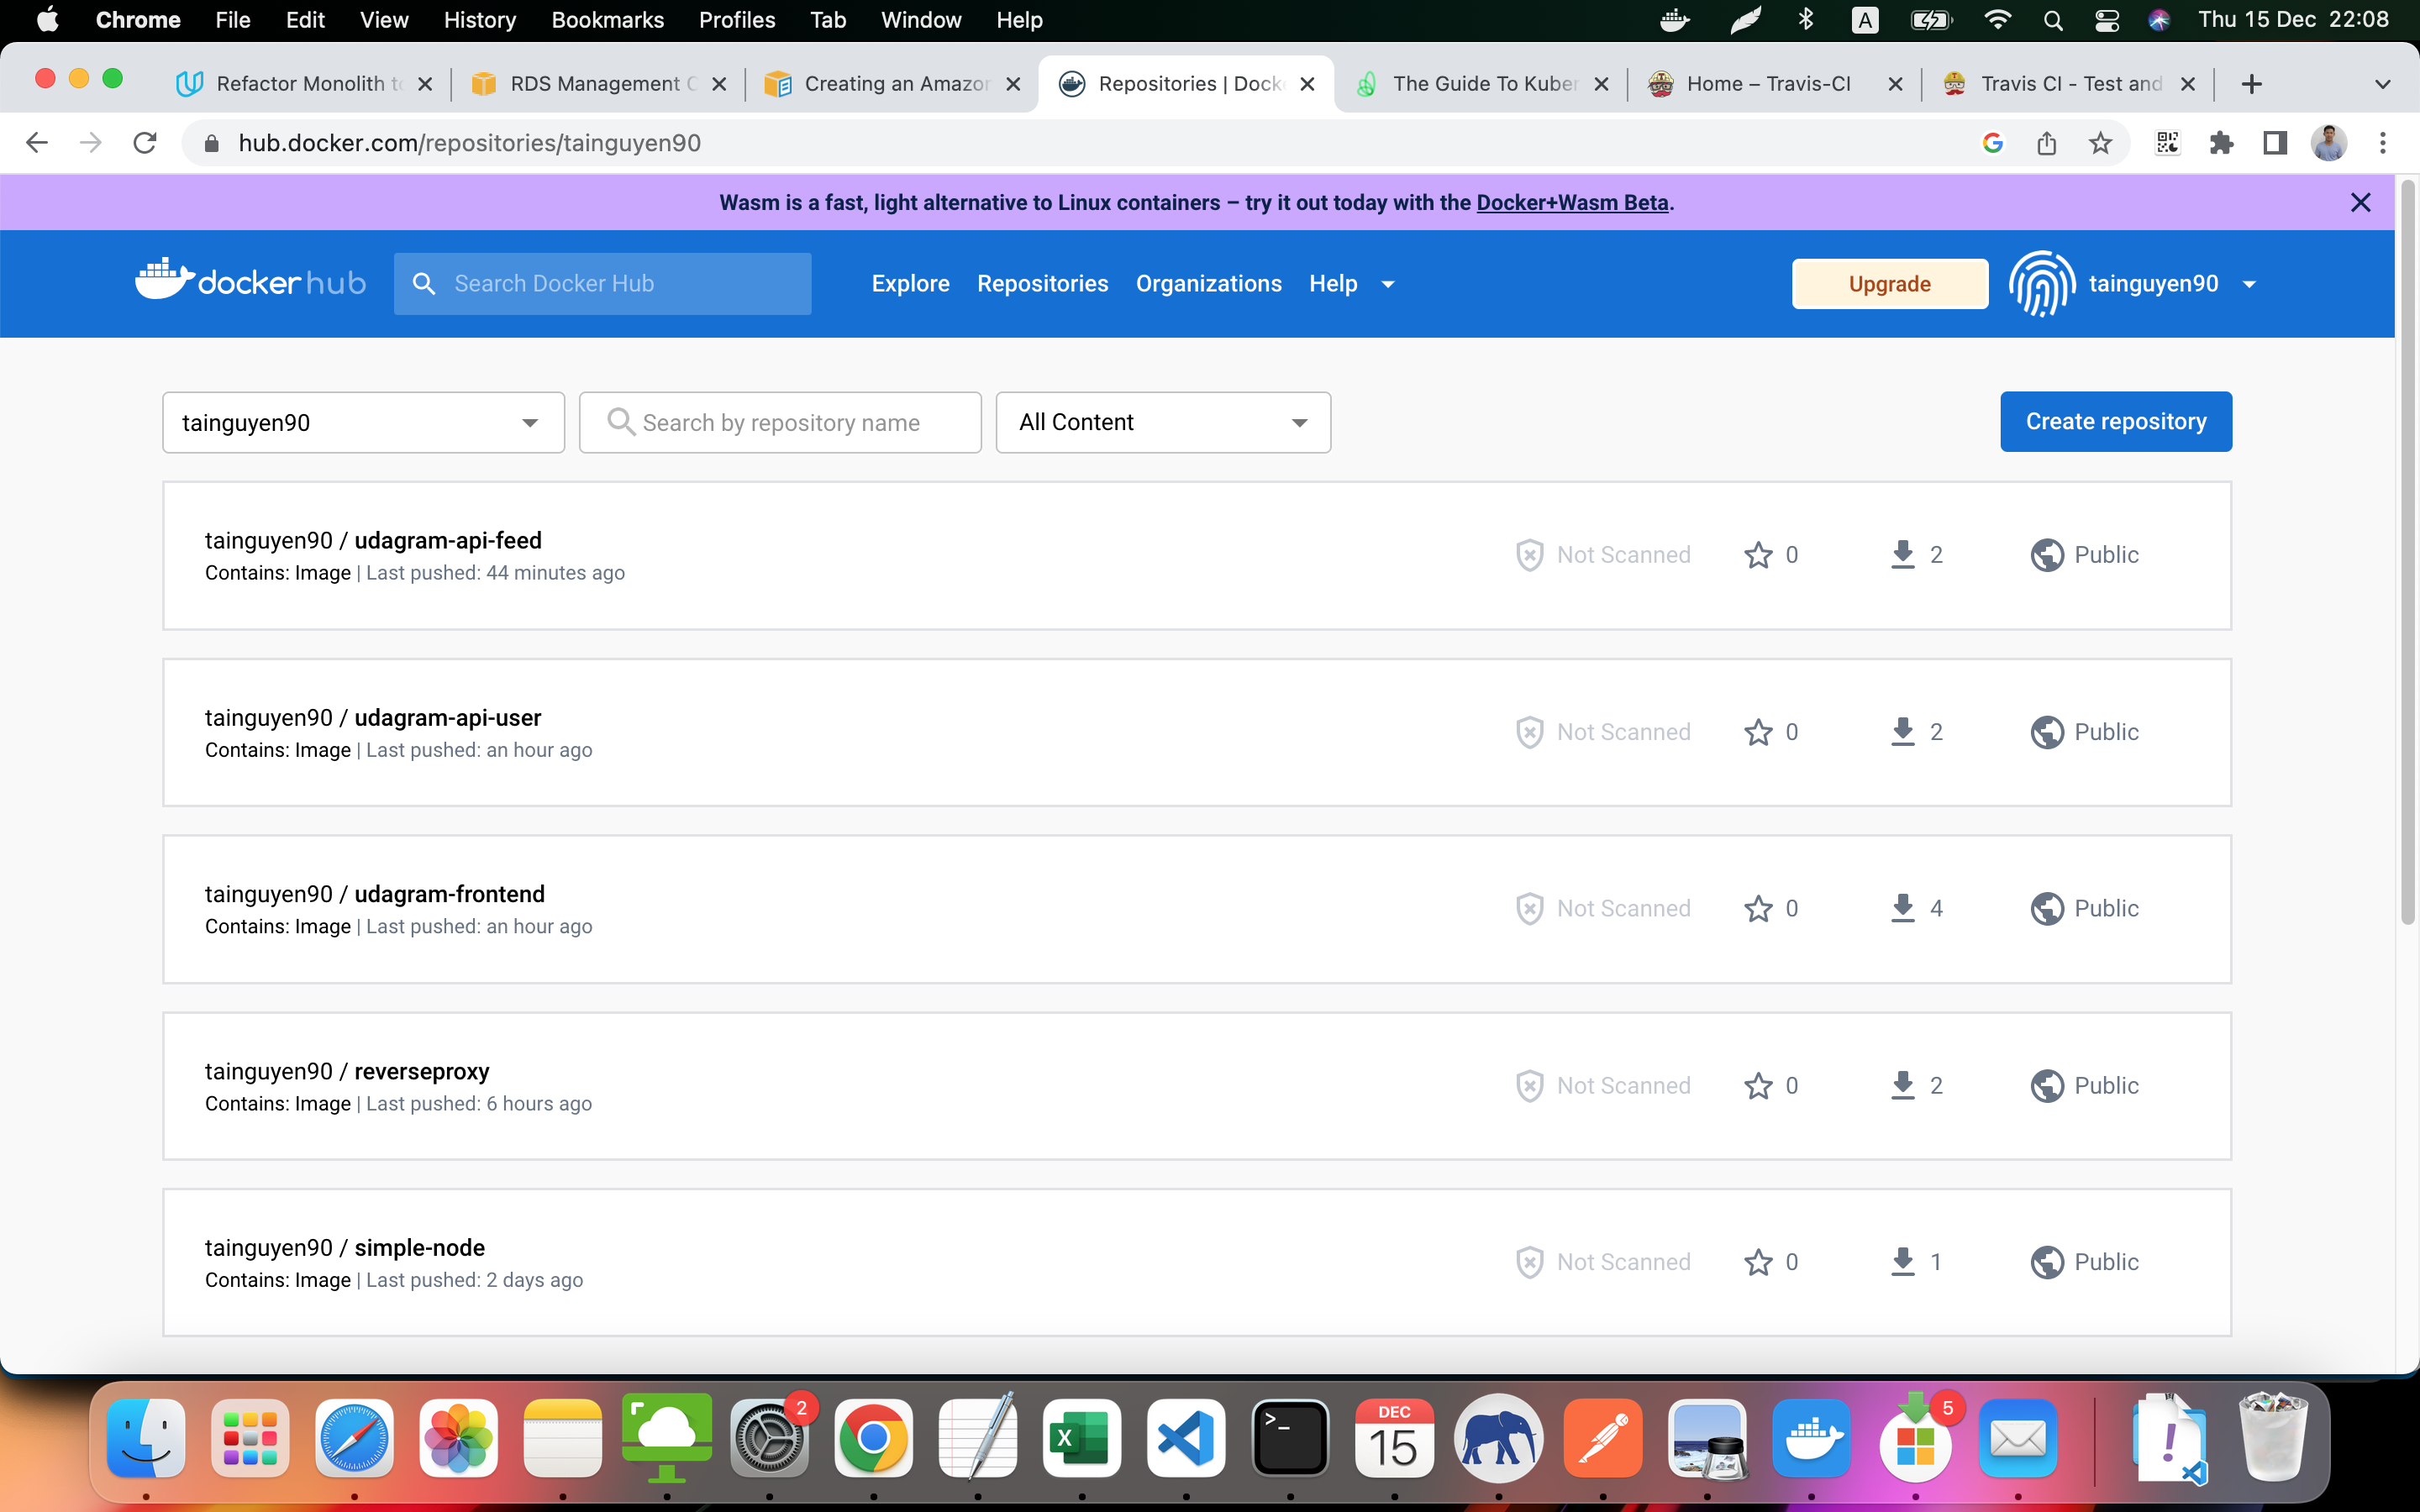 Chrome File Edit View History Bookmarks Profiles Tab Window Help A Thu 15 Dec 22:08
Refactor Monolith to RDS Management C Creating an Amazon Repositories | Dock The Guide To Kuber Home – Travis-CI Travis CI - Test and
hub.docker.com/repositories/tainguyen90
Wasm is a fast, light alternative to Linux containers – try it out today with the Docker+Wasm Beta.
docker hub Search Docker Hub Explore Repositories Organizations Help Upgrade tainguyen90
tainguyen90 Search by repository name All Content Create repository
tainguyen90 / udagram-api-feed
Contains: Image | Last pushed: 44 minutes ago
Not Scanned 0 2 Public
tainguyen90 / udagram-api-user
Contains: Image | Last pushed: an hour ago
Not Scanned 0 2 Public
tainguyen90 / udagram-frontend
Contains: Image | Last pushed: an hour ago
Not Scanned 0 4 Public
tainguyen90 / reverseproxy
Contains: Image | Last pushed: 6 hours ago
Not Scanned 0 2 Public
tainguyen90 / simple-node
Contains: Image | Last pushed: 2 days ago
Not Scanned 0 1 Public
2 X >_ DEC 15 5 !